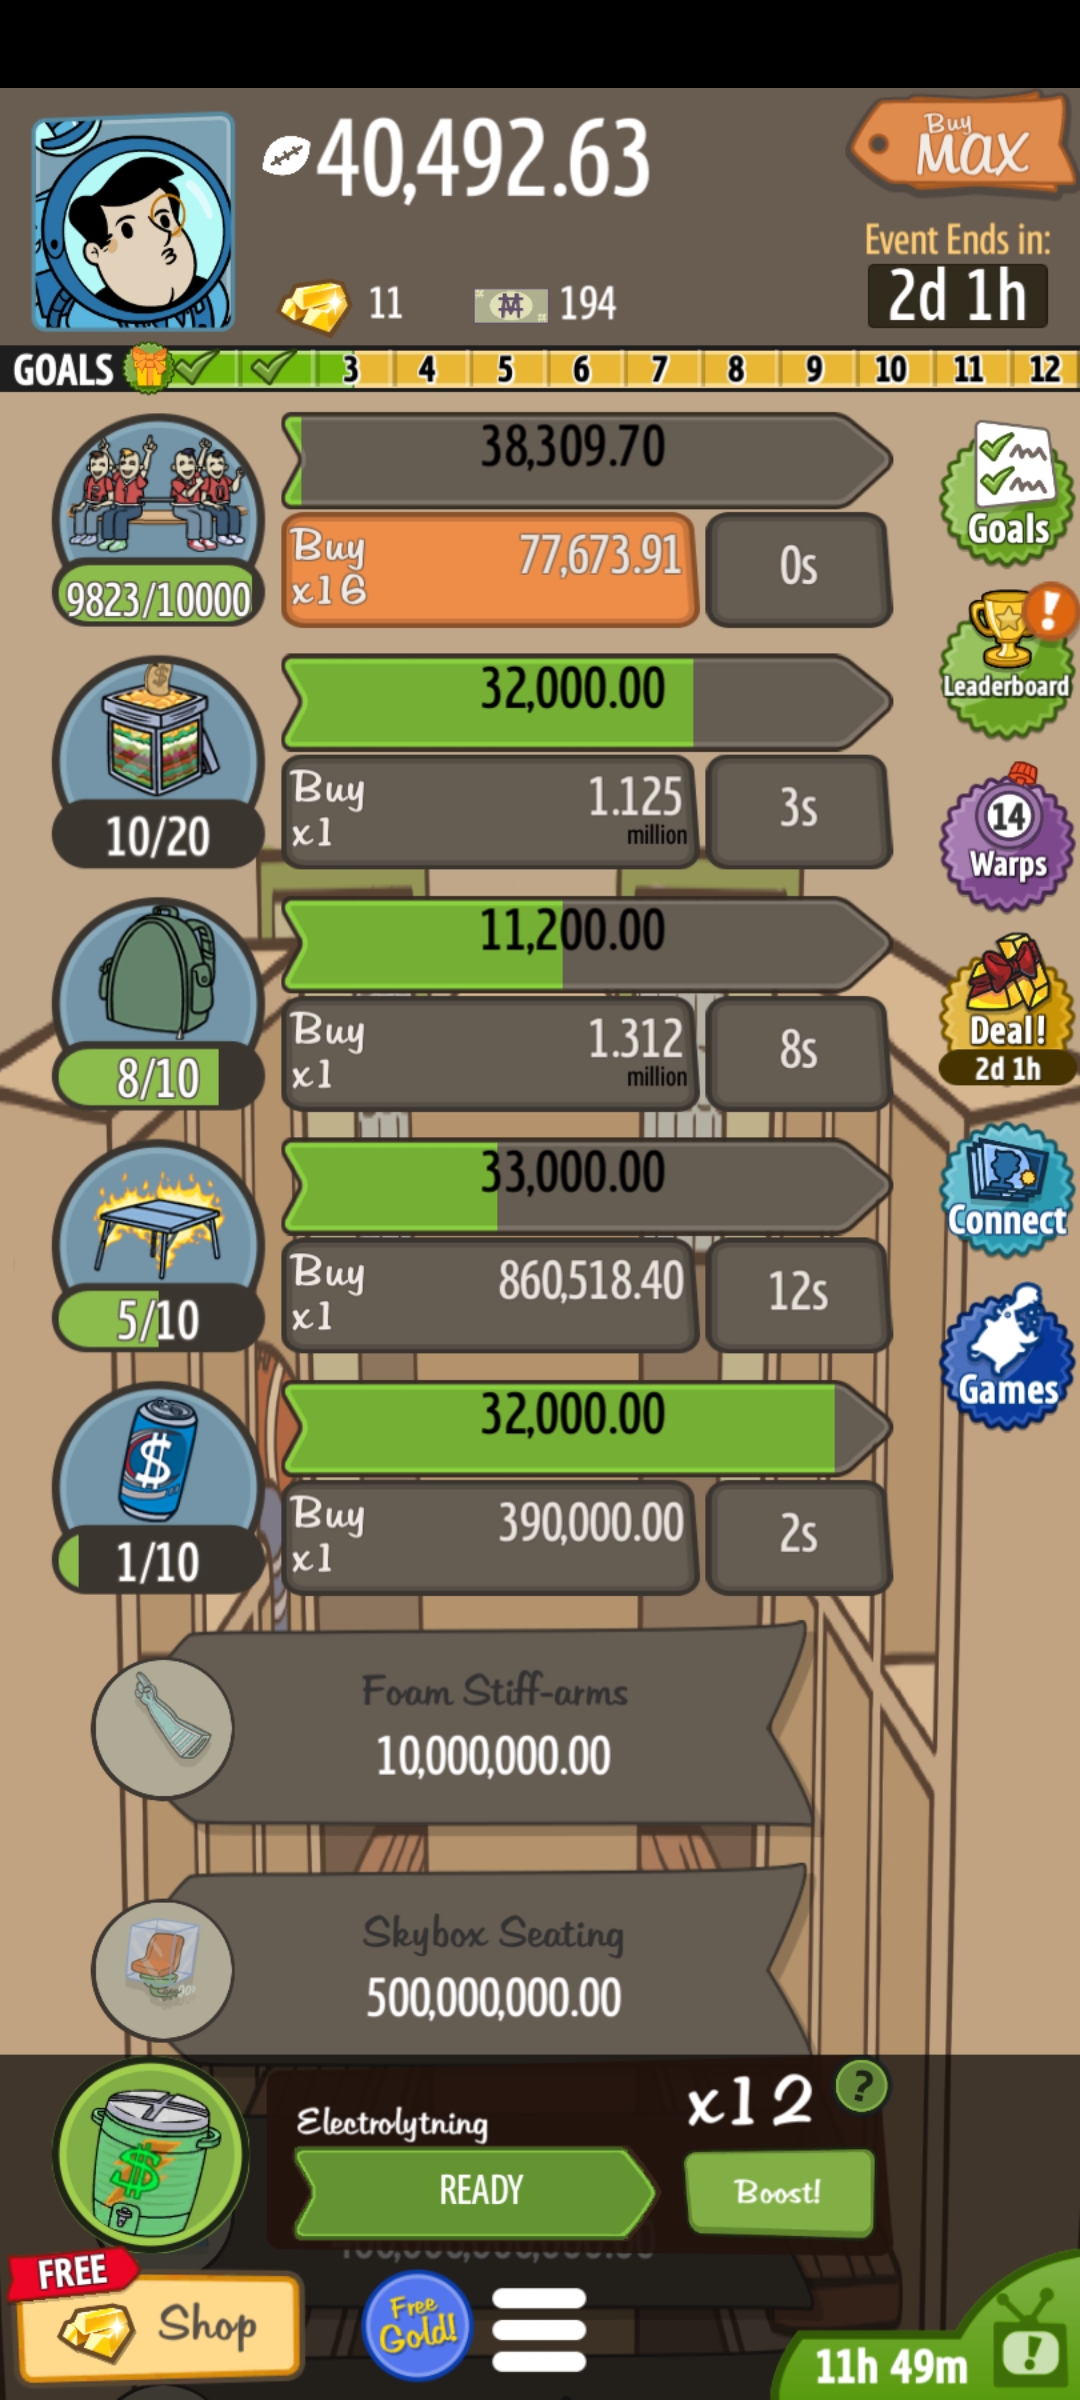 40,492.63
Buy
MAX
Event Ends in:
2d 1h
11
194
GOALS 3 4 5 6 7 8 9 10 11 12
38,309.70
Buy
x16
77,673.91
0s
9823/10000
Goals
32,000.00
Buy
x1
1.125
million
3s
10/20
Leaderboard
11,200.00
Buy
x1
1.312
million
8s
8/10
14
Warps
33,000.00
Buy
x1
860,518.40
12s
5/10
Deal!
2d 1h
32,000.00
Buy
x1
390,000.00
2s
1/10
Connect
Games
Foam Stiff-arms
10,000,000.00
Skybox Seating
500,000,000.00
Electrolytning
x12
?
READY
Boost!
FREE
Shop
Free
Gold!
11h 49m